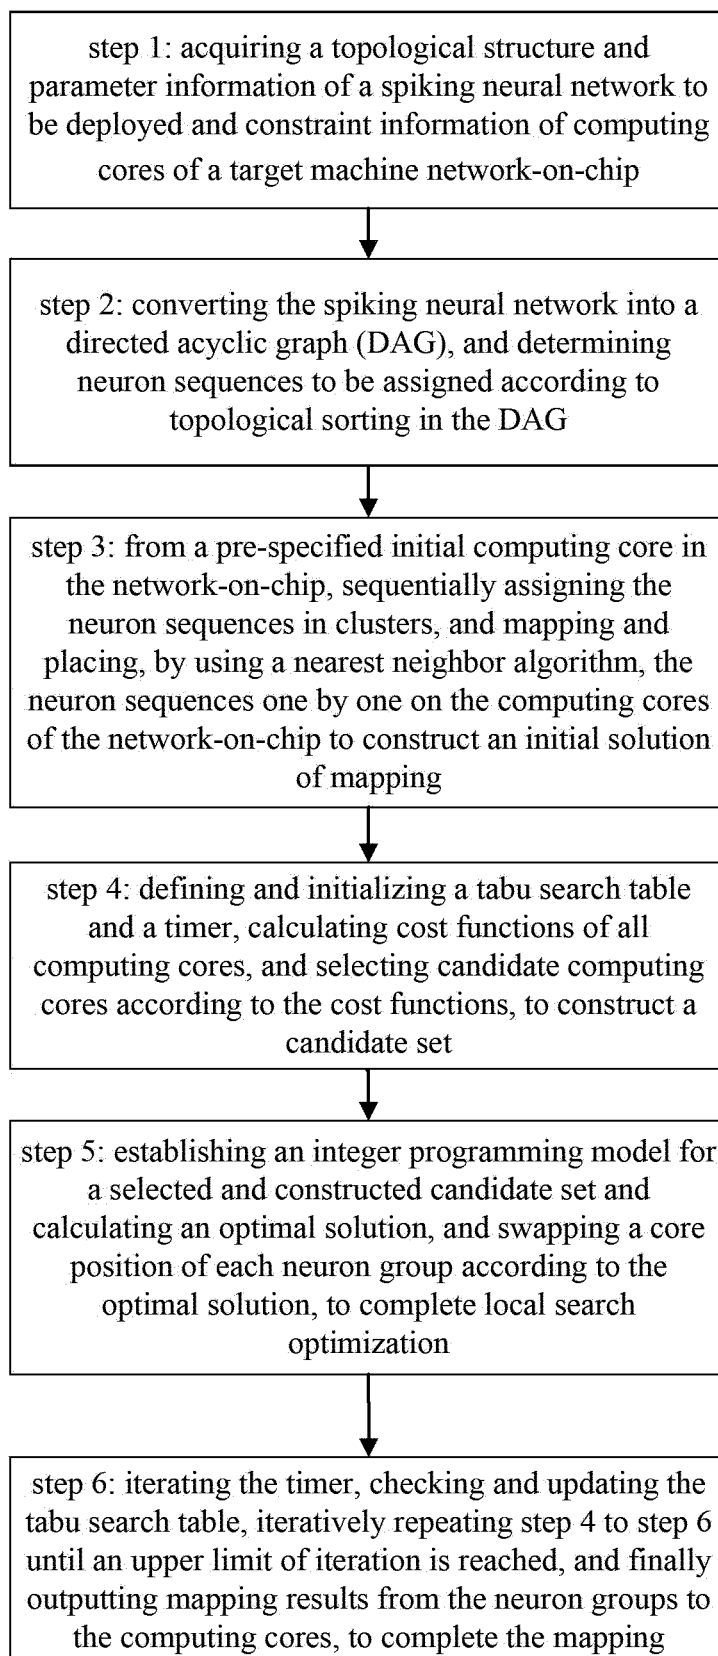 step 1: acquiring a topological structure and
parameter information of a spiking neural network to
be deployed and constraint information of computing
cores of a target machine network-on-chip
step 2: converting the spiking neural network into a
directed acyclic graph (DAG), and determining
neuron sequences to be assigned according to
topological sorting in the DAG
step 3: from a pre-specified initial computing core in
the network-on-chip, sequentially assigning the
neuron sequences in clusters, and mapping and
placing, by using a nearest neighbor algorithm, the
neuron sequences one by one on the computing cores
of the network-on-chip to construct an initial solution
of mapping
step 4: defining and initializing a tabu search table
and a timer, calculating cost functions of all
computing cores, and selecting candidate computing
cores according to the cost functions, to construct a
candidate set
step 5: establishing an integer programming model for
a selected and constructed candidate set and
calculating an optimal solution, and swapping a core
position of each neuron group according to the
optimal solution, to complete local search
optimization
step 6: iterating the timer, checking and updating the
tabu search table, iteratively repeating step 4 to step 6
until an upper limit of iteration is reached, and finally
outputting mapping results from the neuron groups to
the computing cores, to complete the mapping